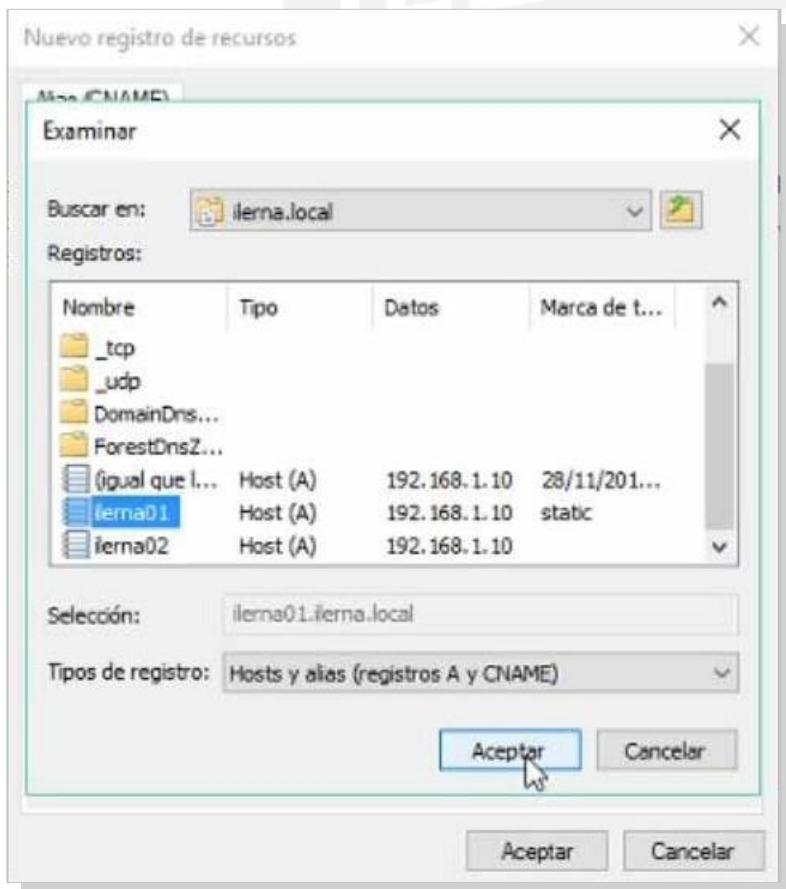 Nuevo registro de recursos
Alias (CNAME)
Examinar
Buscar en: ilerna.local
Registros:
Nombre Tipo Datos Marca de t...
_tcp
_udp
DomainDns...
ForestDnsZ...
(igual que l... Host (A) 192.168.1.10 28/11/201...
ilerna01 Host (A) 192.168.1.10 static
ilerna02 Host (A) 192.168.1.10
Selección: ilerna01.ilerna.local
Tipos de registro: Hosts y alias (registros A y CNAME)
Aceptar Cancelar
Aceptar Cancelar